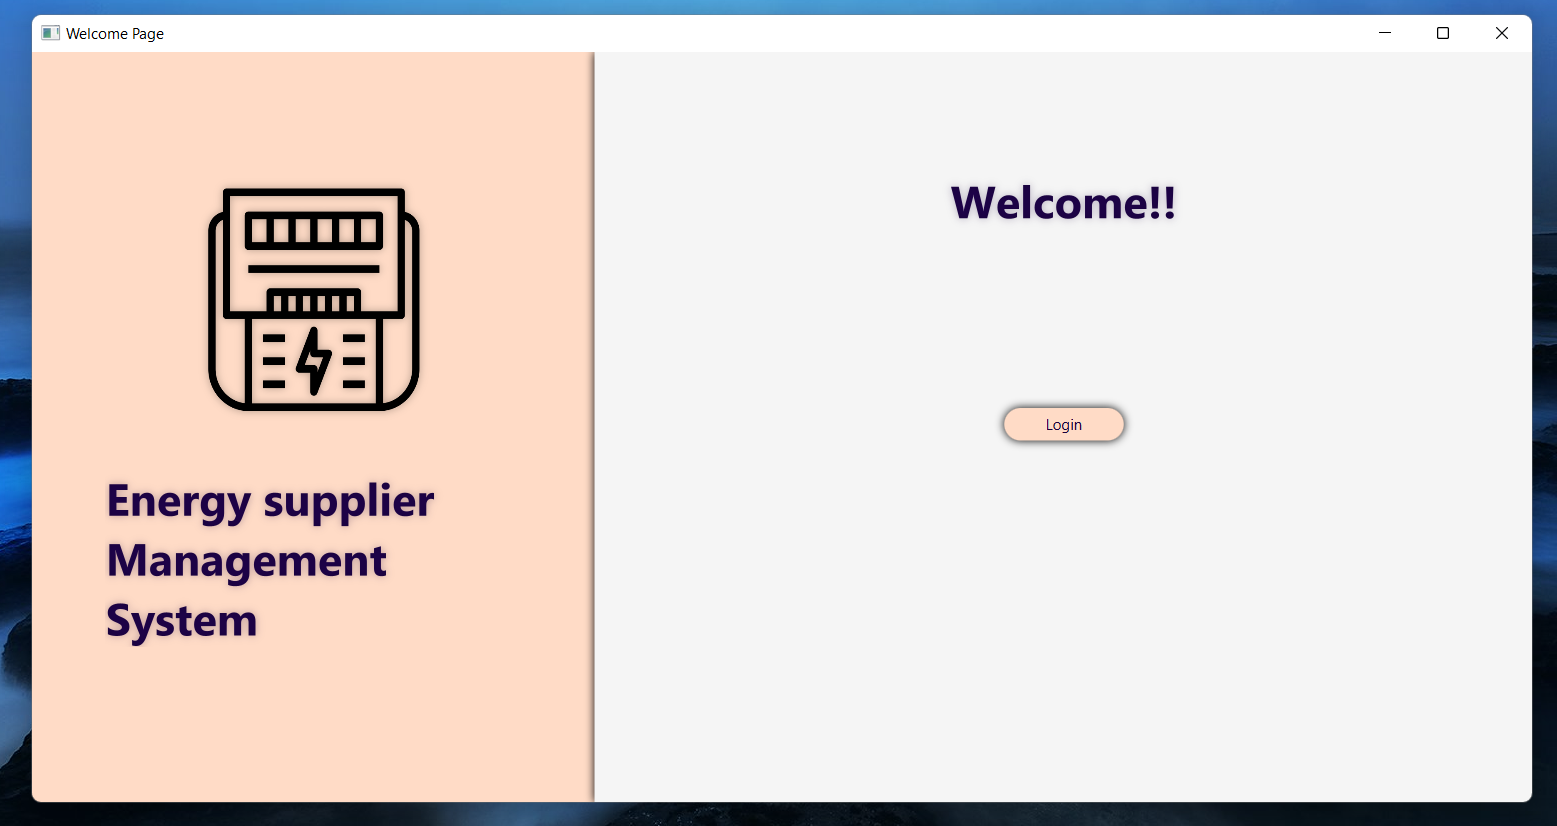 Welcome Page
Energy supplier
Management
System
Welcome!!
Login